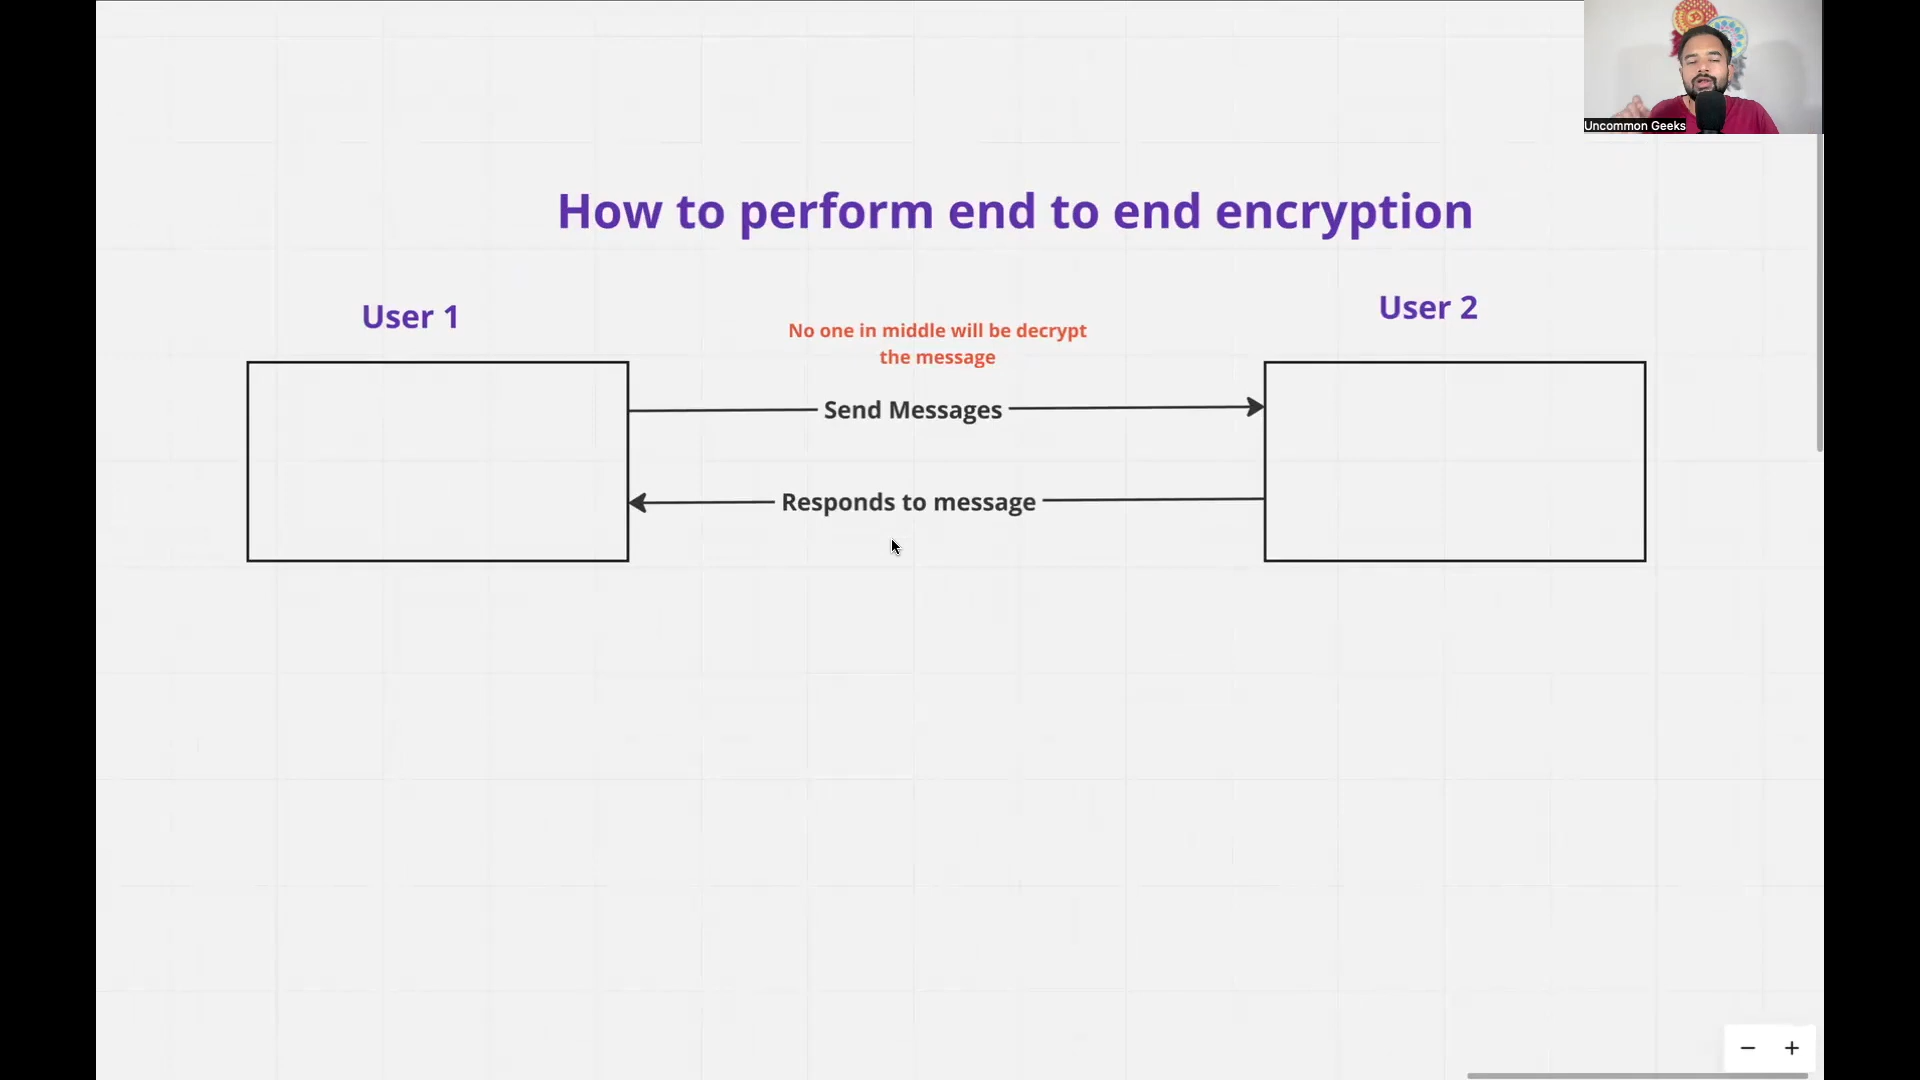 Uncommon Geeks
How to perform end to end encryption
User 1
User 2
No one in middle will be decrypt
the message
Send Messages
Responds to message